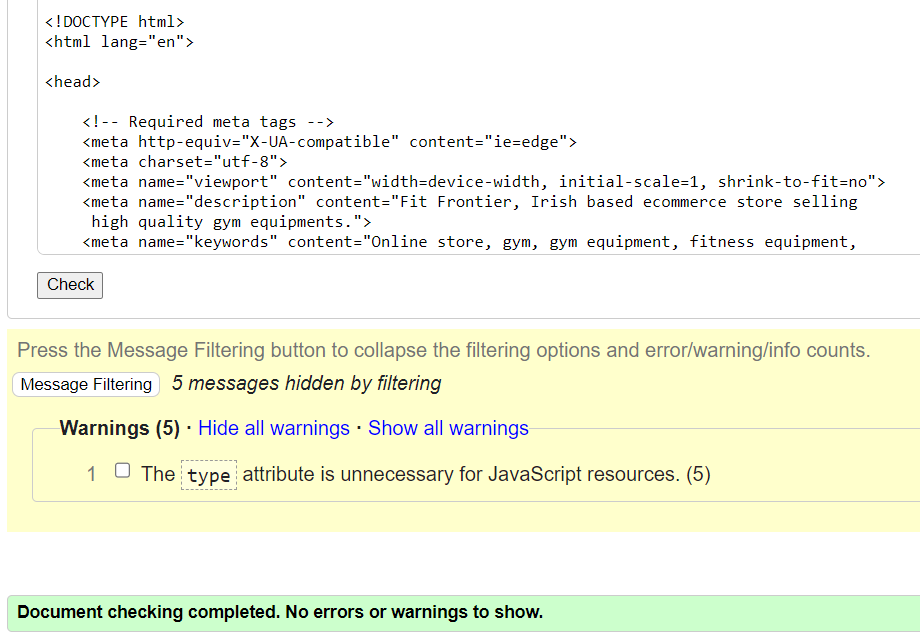 <!DOCTYPE html>
<html lang="en">
<head>
<!-- Required meta tags -->
<meta http-equiv="X-UA-compatible" content="ie=edge">
<meta charset="utf-8">
<meta name="viewport" content="width=device-width, initial-scale=1, shrink-to-fit=no">
<meta name="description" content="Fit Frontier, Irish based ecommerce store selling
high quality gym equipments.">
<meta name="keywords" content="Online store, gym, gym equipment, fitness equipment,
Check
Press the Message Filtering button to collapse the filtering options and error/warning/info counts.
Message Filtering 5 messages hidden by filtering
Warnings (5) · Hide all warnings · Show all warnings
1 The type attribute is unnecessary for JavaScript resources. (5)
Document checking completed. No errors or warnings to show.